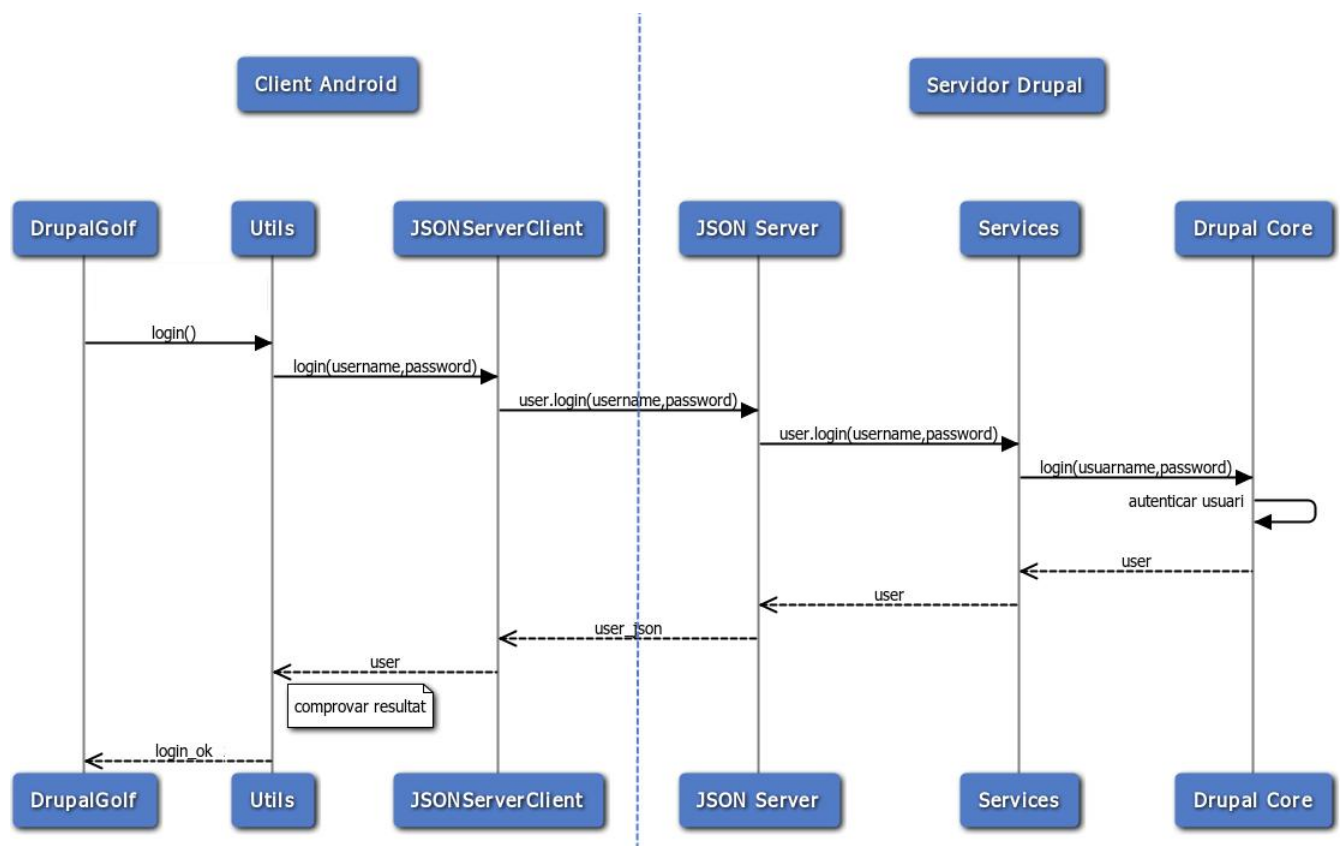 Client Android
Servidor Drupal
DrupalGolf
Utils
JSONServerClient
JSON Server
Services
Drupal Core
login()
login(username,password)
user.login(username,password)
user.login(username,password)
login(usuarname,password)
autenticar usuari
user
user
user_json
user
comprovar resultat
login_ok
DrupalGolf
Utils
JSONServerClient
JSON Server
Services
Drupal Core